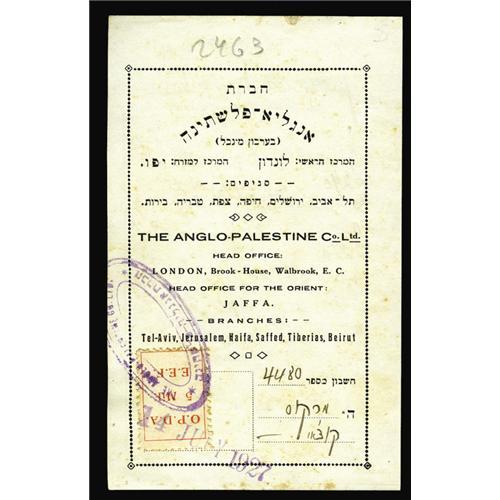 2463
חברת
אנגליא־פלשתינה
(בערבון מוגבל)
המרכז הראשי: לונדון המרכז למזרח: יפו.
סניפים:
תל־אביב, ירושלים, חיפה, צפת, טבריה, בירות.
THE ANGLO-PALESTINE Co. Ltd.
HEAD OFFICE:
LONDON, Brook-House, Walbrook, E. C.
HEAD OFFICE FOR THE ORIENT:
JAFFA.
BRANCHES:
Tel-Aviv, Jerusalem, Haifa, Saffed, Tiberias, Beirut
חשבון מספר 4480
ה׳ מרקוס
O.P.D.A.
5 Mil
E.E.F.
1927